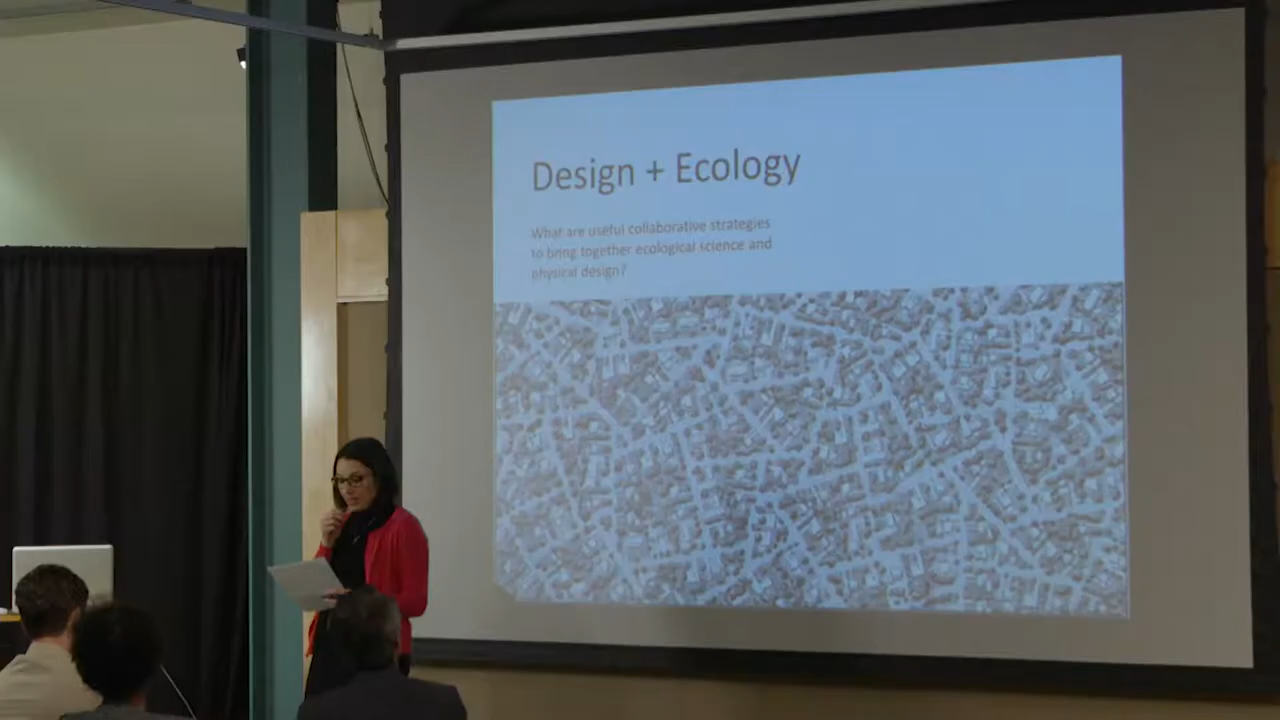 Design + Ecology
What are useful collaborative strategies
to bring together ecological science and
physical design?